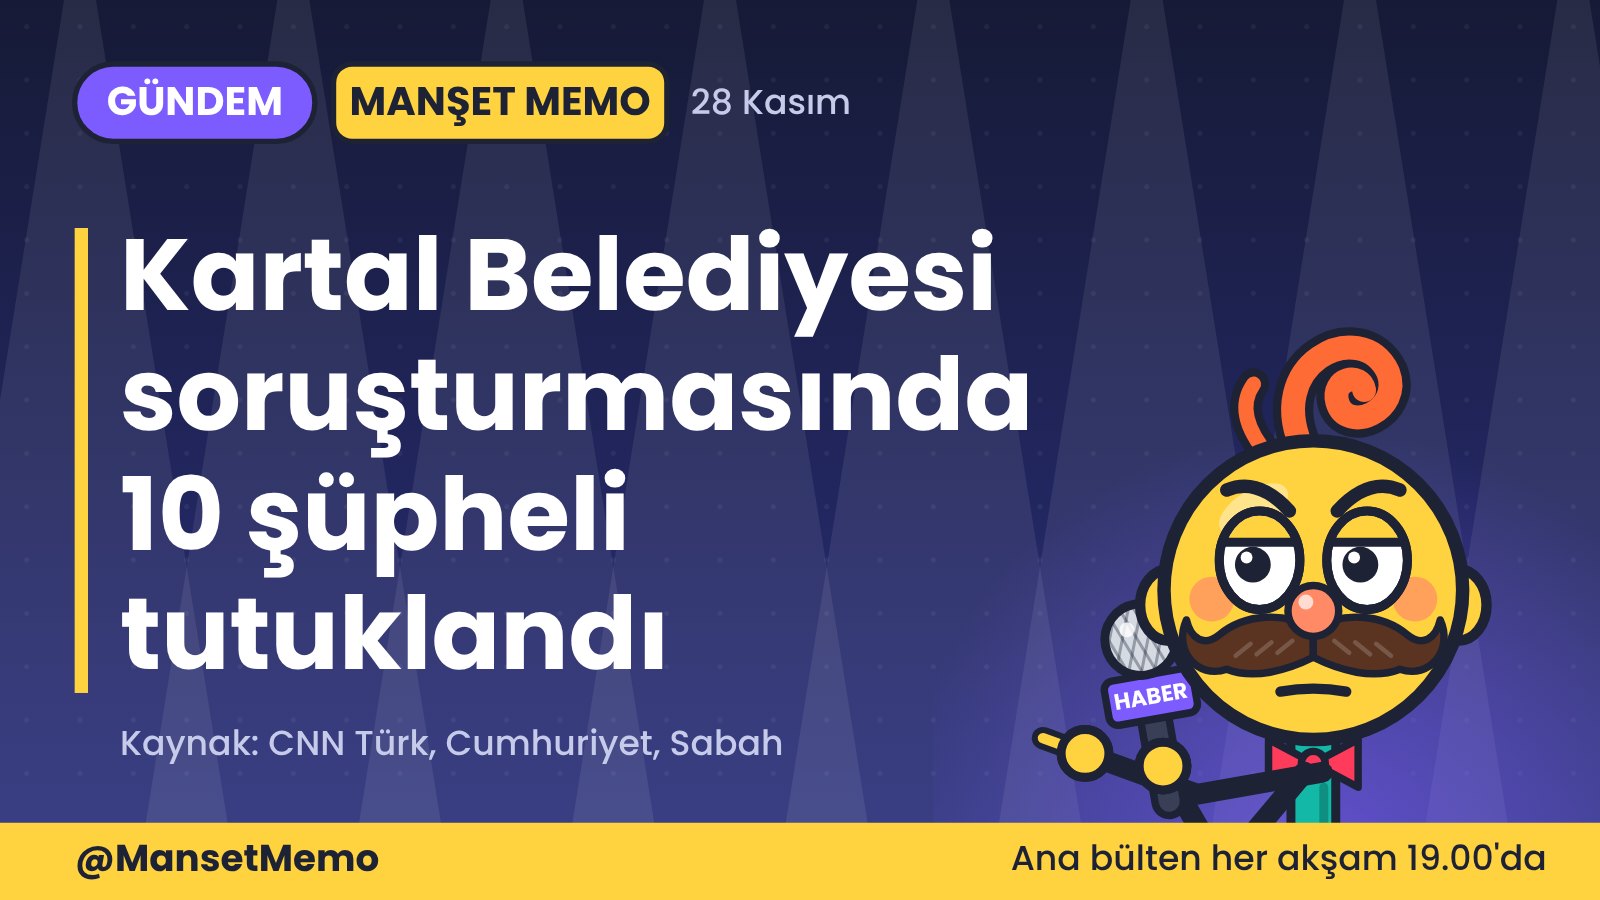 GÜNDEM MANŞET MEMO 28 Kasım
Kartal Belediyesi
soruşturmasında
10 şüpheli
tutuklandı
Kaynak: CNN Türk, Cumhuriyet, Sabah
HABER
@MansetMemo Ana bülten her akşam 19.00'da